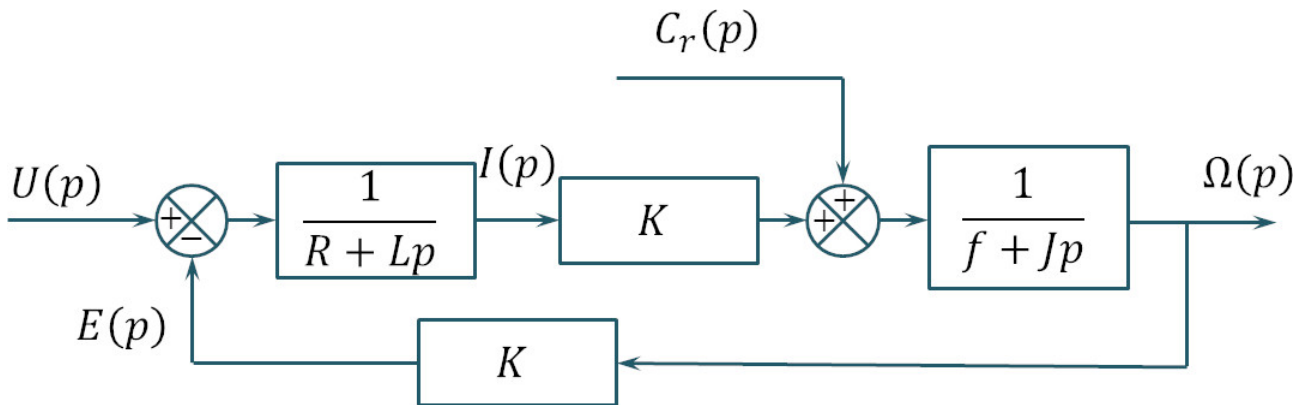 C_r(p)
U(p)
+
−
1
R + Lp
I(p)
K
+
+
1
f + Jp
Ω(p)
E(p)
K